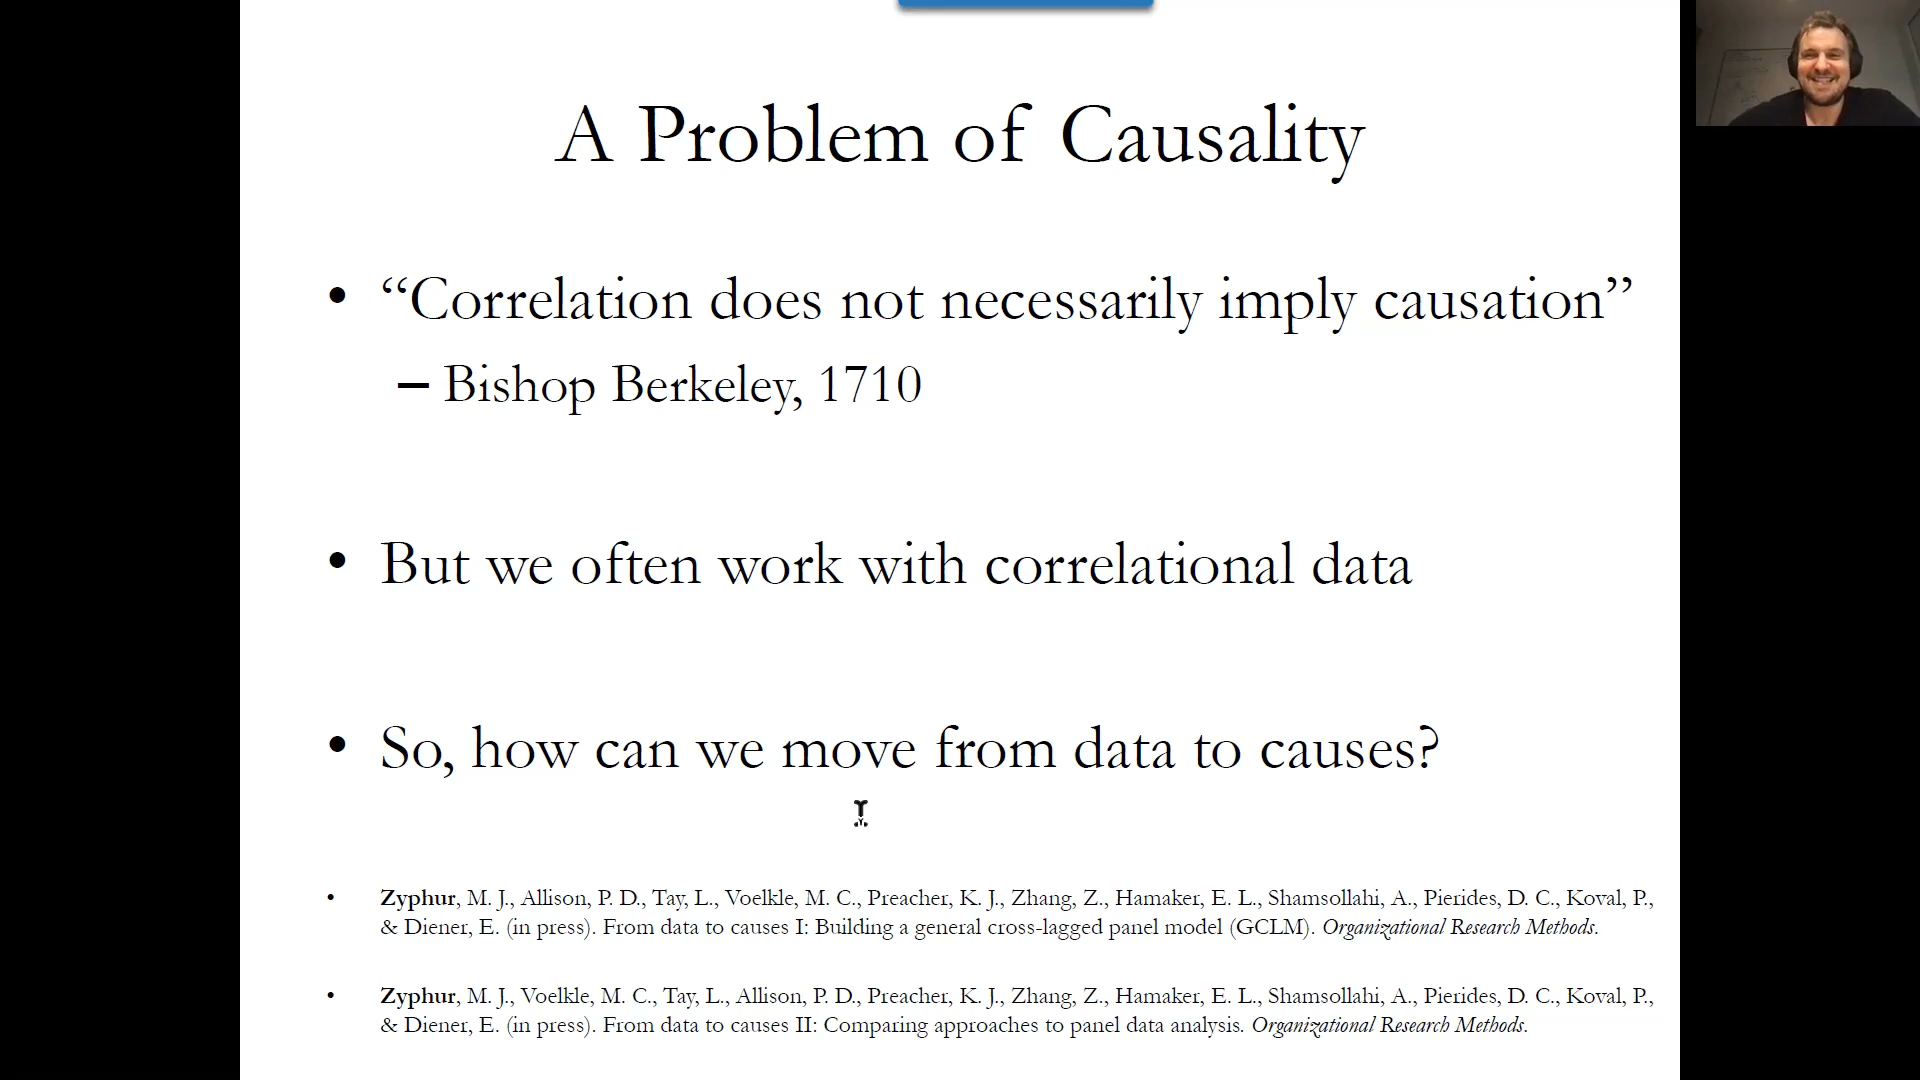 A Problem of Causality
• “Correlation does not necessarily imply causation”
– Bishop Berkeley, 1710
• But we often work with correlational data
• So, how can we move from data to causes?
• Zyphur, M. J., Allison, P. D., Tay, L., Voelkle, M. C., Preacher, K. J., Zhang, Z., Hamaker, E. L., Shamsollahi, A., Pierides, D. C., Koval, P.,
& Diener, E. (in press). From data to causes I: Building a general cross-lagged panel model (GCLM). Organizational Research Methods.
• Zyphur, M. J., Voelkle, M. C., Tay, L., Allison, P. D., Preacher, K. J., Zhang, Z., Hamaker, E. L., Shamsollahi, A., Pierides, D. C., Koval, P.,
& Diener, E. (in press). From data to causes II: Comparing approaches to panel data analysis. Organizational Research Methods.